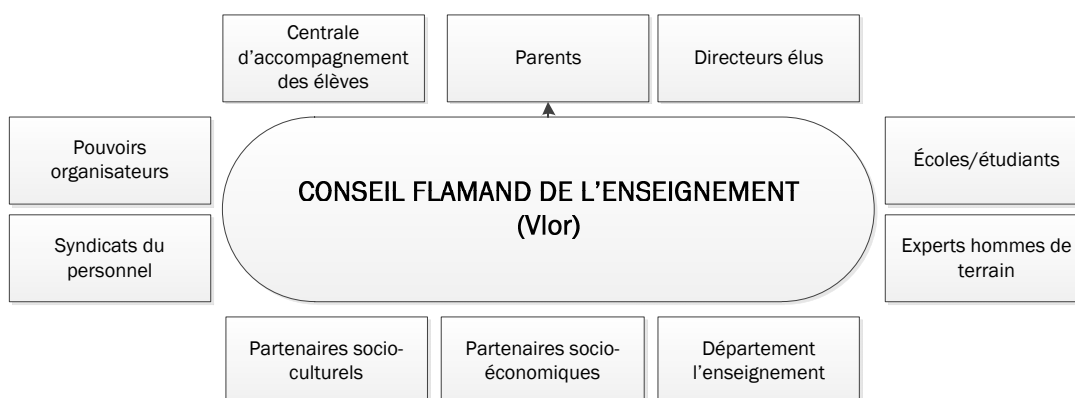 Centrale
d'accompagnement
des élèves
Parents
Directeurs élus
Pouvoirs
organisateurs
Écoles/étudiants
CONSEIL FLAMAND DE L'ENSEIGNEMENT
(Vlor)
Syndicats du
personnel
Experts hommes de
terrain
Partenaires socio-
culturels
Partenaires socio-
économiques
Département
l'enseignement